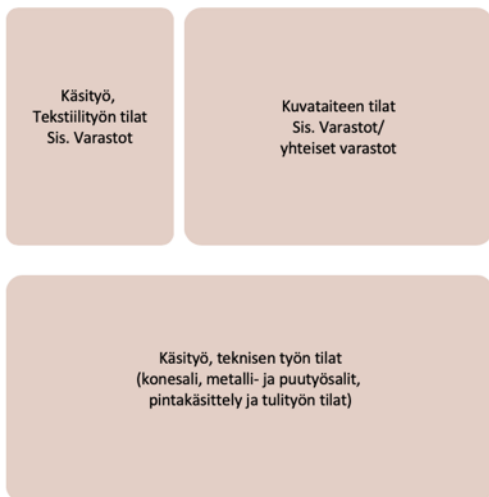 Käsityö,
Tekstiilityön tilat
Sis. Varastot
Kuvataiteen tilat
Sis. Varastot/
yhteiset varastot
Käsityö, teknisen työn tilat
(konesali, metalli- ja puutyösalit,
pintakäsittely ja tulityön tilat)